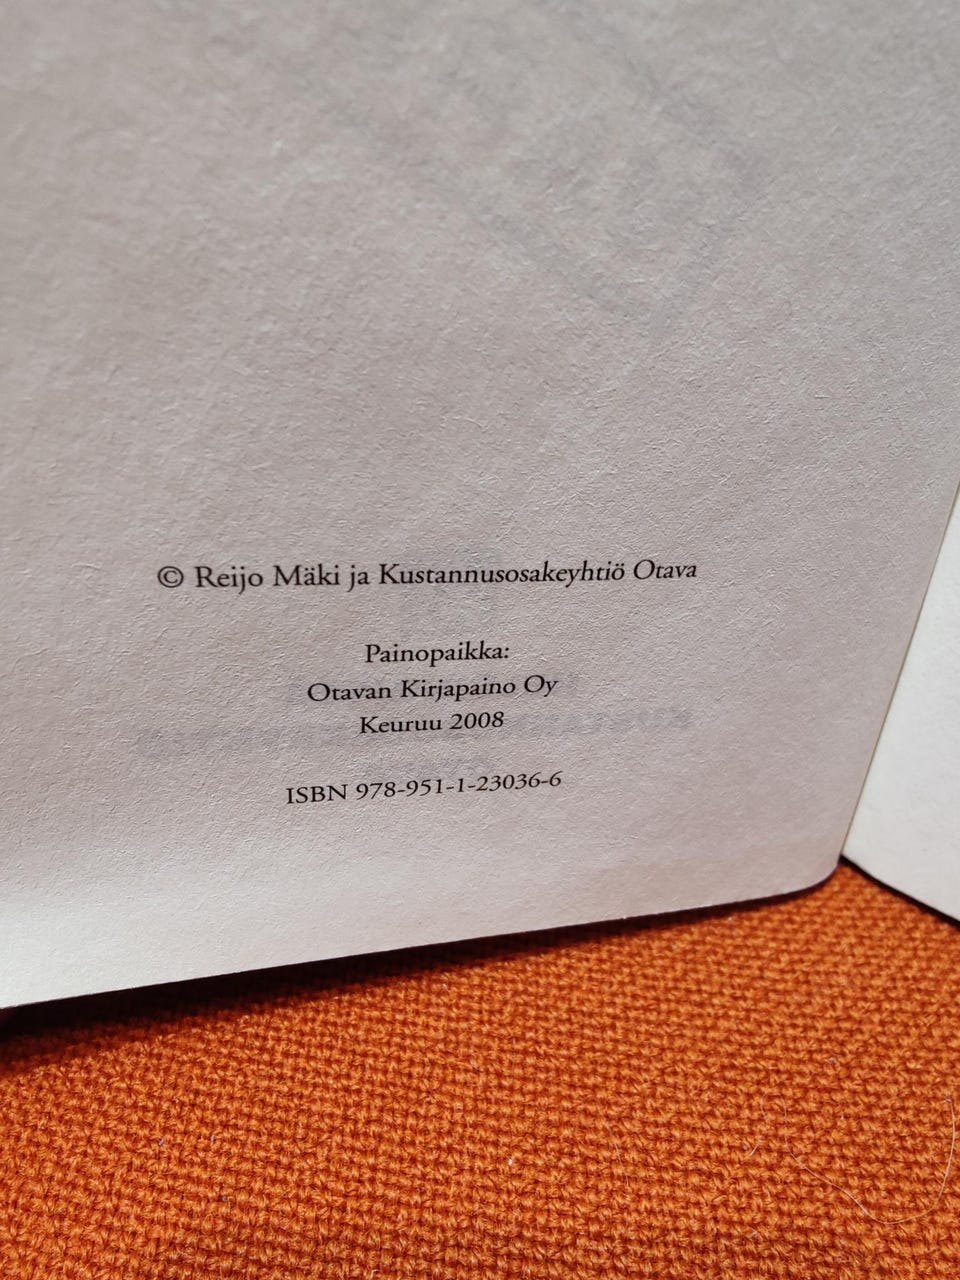 © Reijo Mäki ja Kustannusosakeyhtiö Otava
Painopaikka:
Otavan Kirjapaino Oy
Keuruu 2008
ISBN 978-951-1-23036-6